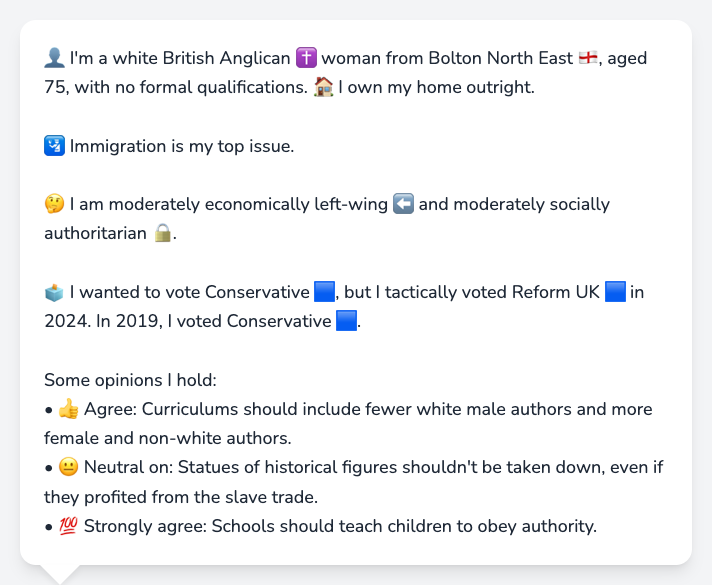 👤 I'm a white British Anglican ✝️ woman from Bolton North East 🏴󠁧󠁢󠁥󠁮󠁧󠁿, aged
75, with no formal qualifications. 🏠 I own my home outright.
🛂 Immigration is my top issue.
🤔 I am moderately economically left-wing ⬅️ and moderately socially
authoritarian 🔒.
🗳️ I wanted to vote Conservative 🟦, but I tactically voted Reform UK 🟦 in
2024. In 2019, I voted Conservative 🟦.
Some opinions I hold:
• 👍 Agree: Curriculums should include fewer white male authors and more
female and non-white authors.
• 😐 Neutral on: Statues of historical figures shouldn't be taken down, even if
they profited from the slave trade.
• 💯 Strongly agree: Schools should teach children to obey authority.